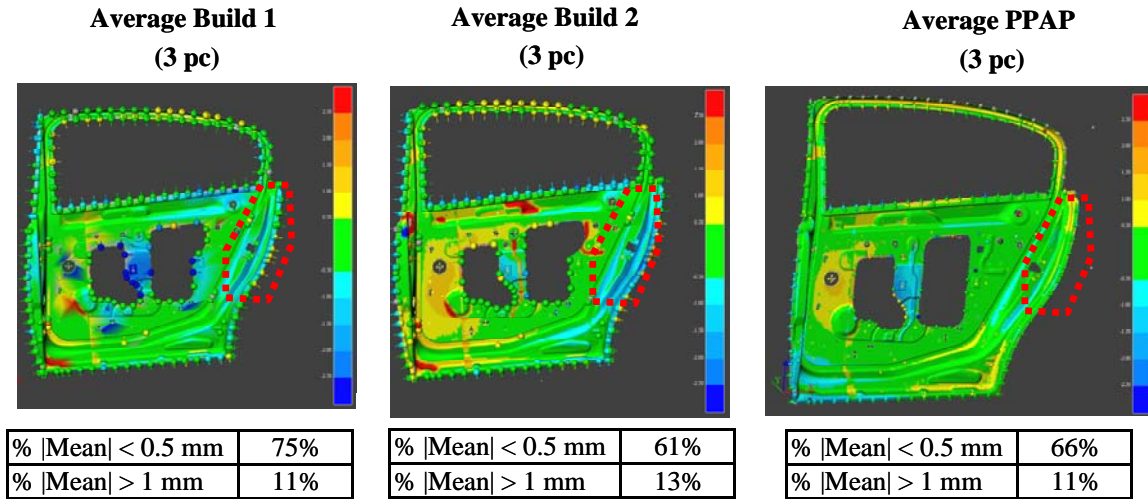 Average Build 1
(3 pc)
Average Build 2
(3 pc)
Average PPAP
(3 pc)
% |Mean| < 0.5 mm 75%
% |Mean| > 1 mm 11%
% |Mean| < 0.5 mm 61%
% |Mean| > 1 mm 13%
% |Mean| < 0.5 mm 66%
% |Mean| > 1 mm 11%